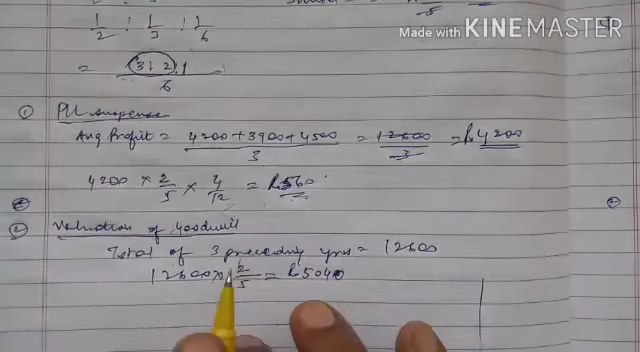 Made with KINEMASTER
1/2 : 1/3 : 1/6
= 3 : 2 : 1 / 6
① P/L suspense
Avg Profit = 4200 + 3900 + 4500 / 3 = 12600 / 3 = Rs 4200
4200 × 2/5 × 4/12 = Rs 560
② Valuation of goodwill
Total of 3 preceding yrs = 12600
12600 × 2/5 = Rs 5040